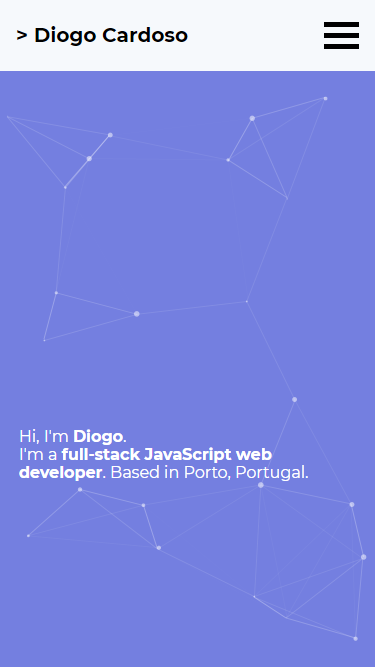 > Diogo Cardoso
Hi, I'm Diogo.
I'm a full-stack JavaScript web
developer. Based in Porto, Portugal.